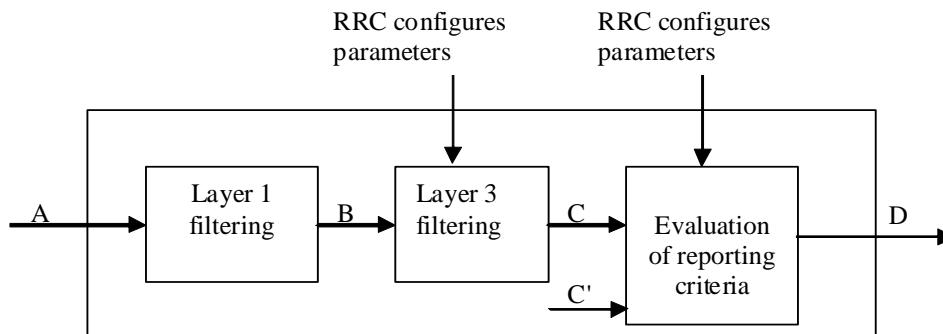 RRC configures
parameters
RRC configures
parameters
Layer 1
filtering
Layer 3
filtering
Evaluation
of reporting
criteria
A
B
C
C'
D